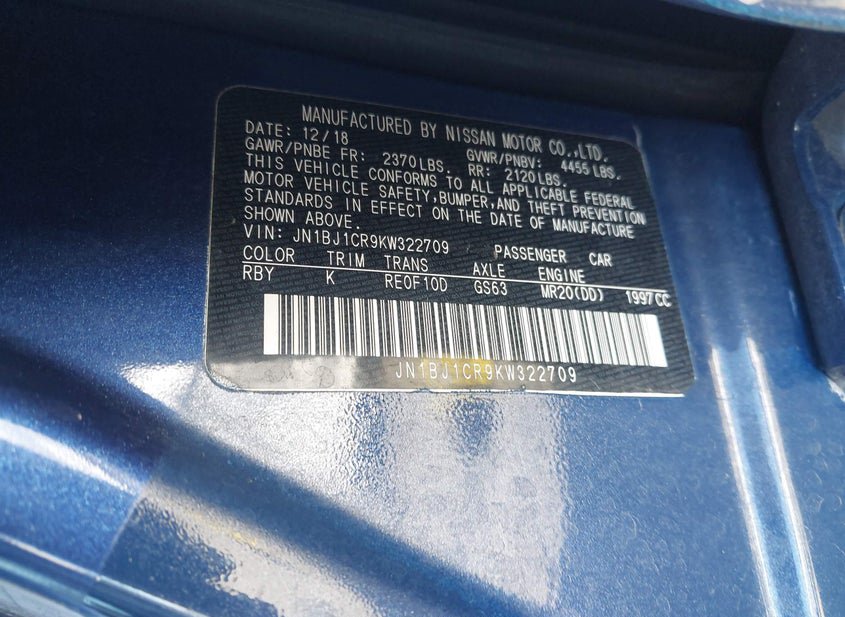 MANUFACTURED BY NISSAN MOTOR CO.,LTD.
DATE: 12/18 GVWR/PNBV: 4455 LBS.
GAWR/PNBE FR: 2370LBS. RR: 2120LBS.
THIS VEHICLE CONFORMS TO ALL APPLICABLE FEDERAL
MOTOR VEHICLE SAFETY,BUMPER,AND THEFT PREVENTION
STANDARDS IN EFFECT ON THE DATE OF MANUFACTURE
SHOWN ABOVE.
VIN: JN1BJ1CR9KW322709 PASSENGER CAR
COLOR TRIM TRANS AXLE ENGINE
RBY K RE0F10D GS63 MR20(DD) 1997CC
JN1BJ1CR9KW322709